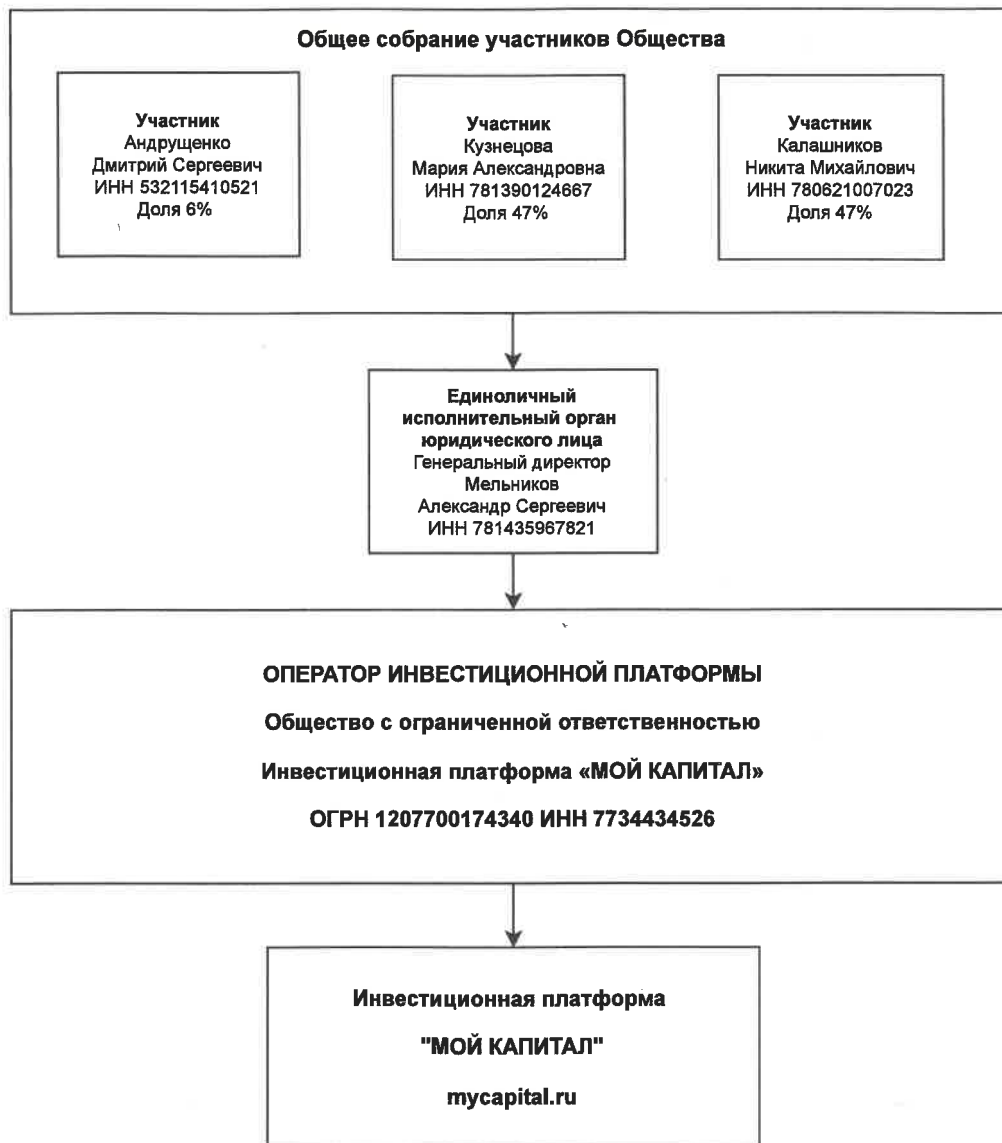 Общее собрание участников Общества
Участник
Андрущенко
Дмитрий Сергеевич
ИНН 532115410521
Доля 6%
Участник
Кузнецова
Мария Александровна
ИНН 781390124667
Доля 47%
Участник
Калашников
Никита Михайлович
ИНН 780621007023
Доля 47%
Единоличный
исполнительный орган
юридического лица
Генеральный директор
Мельников
Александр Сергеевич
ИНН 781435967821
ОПЕРАТОР ИНВЕСТИЦИОННОЙ ПЛАТФОРМЫ
Общество с ограниченной ответственностью
Инвестиционная платформа «МОЙ КАПИТАЛ»
ОГРН 1207700174340 ИНН 7734434526
Инвестиционная платформа
"МОЙ КАПИТАЛ"
mycapital.ru